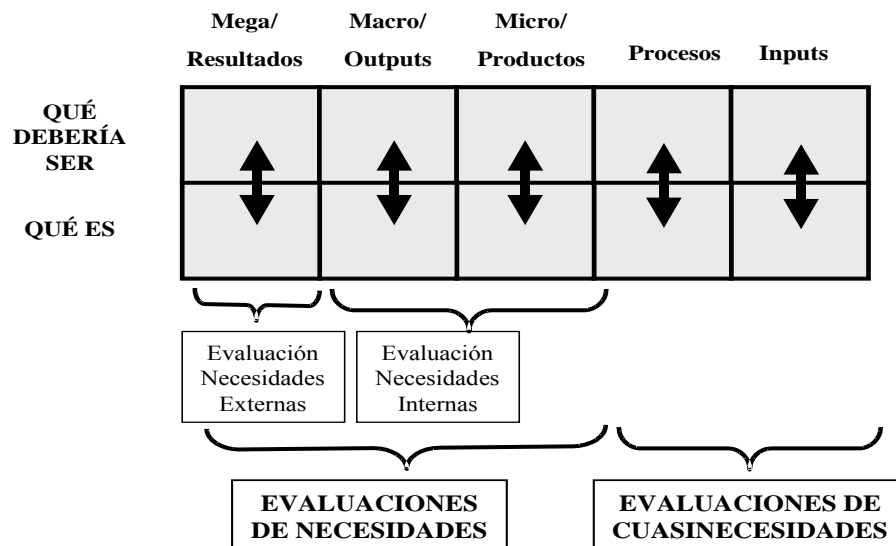 Mega/
Resultados
Macro/
Outputs
Micro/
Productos
Procesos
Inputs
QUÉ
DEBERÍA
SER
QUÉ ES
Evaluación
Necesidades
Externas
Evaluación
Necesidades
Internas
EVALUACIONES
DE NECESIDADES
EVALUACIONES DE
CUASINECESIDADES